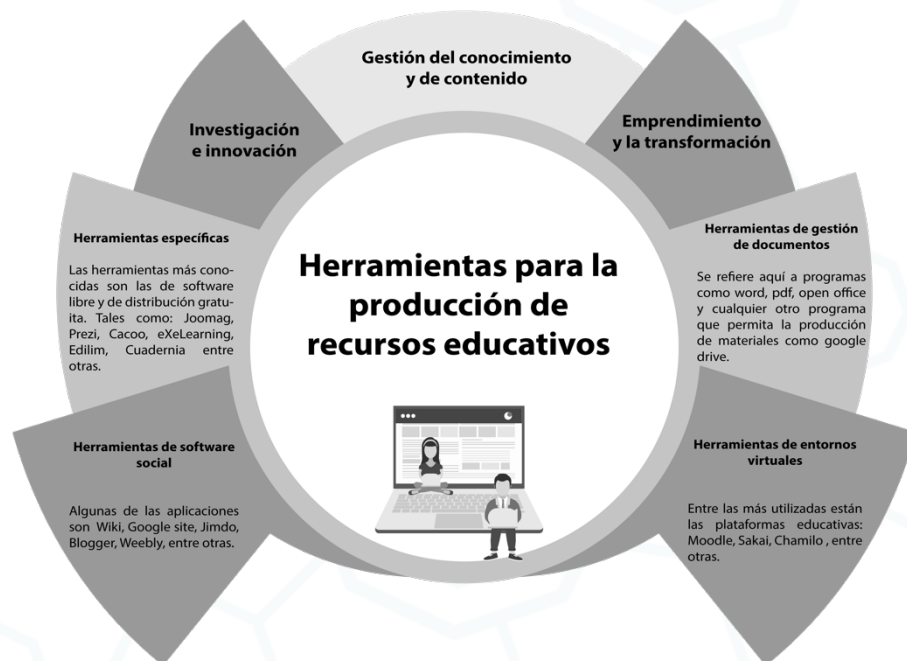 Gestión del conocimiento
y de contenido
Investigación
e innovación
Emprendimiento
y la transformación
Herramientas específicas
Las herramientas más cono-
cidas son las de software
libre y de distribución gratu-
ita. Tales como: Joomag,
Prezi, Cacoo, eXeLearning,
Edilim, Cuadernia entre
otras.
Herramientas para la
producción de
recursos educativos
Herramientas de gestión
de documentos
Se refiere aquí a programas
como word, pdf, open office
y cualquier otro programa
que permita la producción
de materiales como google
drive.
Herramientas de software
social
Algunas de las aplicaciones
son Wiki, Google site, Jimdo,
Blogger, Weebly, entre otras.
Herramientas de entornos
virtuales
Entre las más utilizadas están
las plataformas educativas:
Moodle, Sakai, Chamilo , entre
otras.